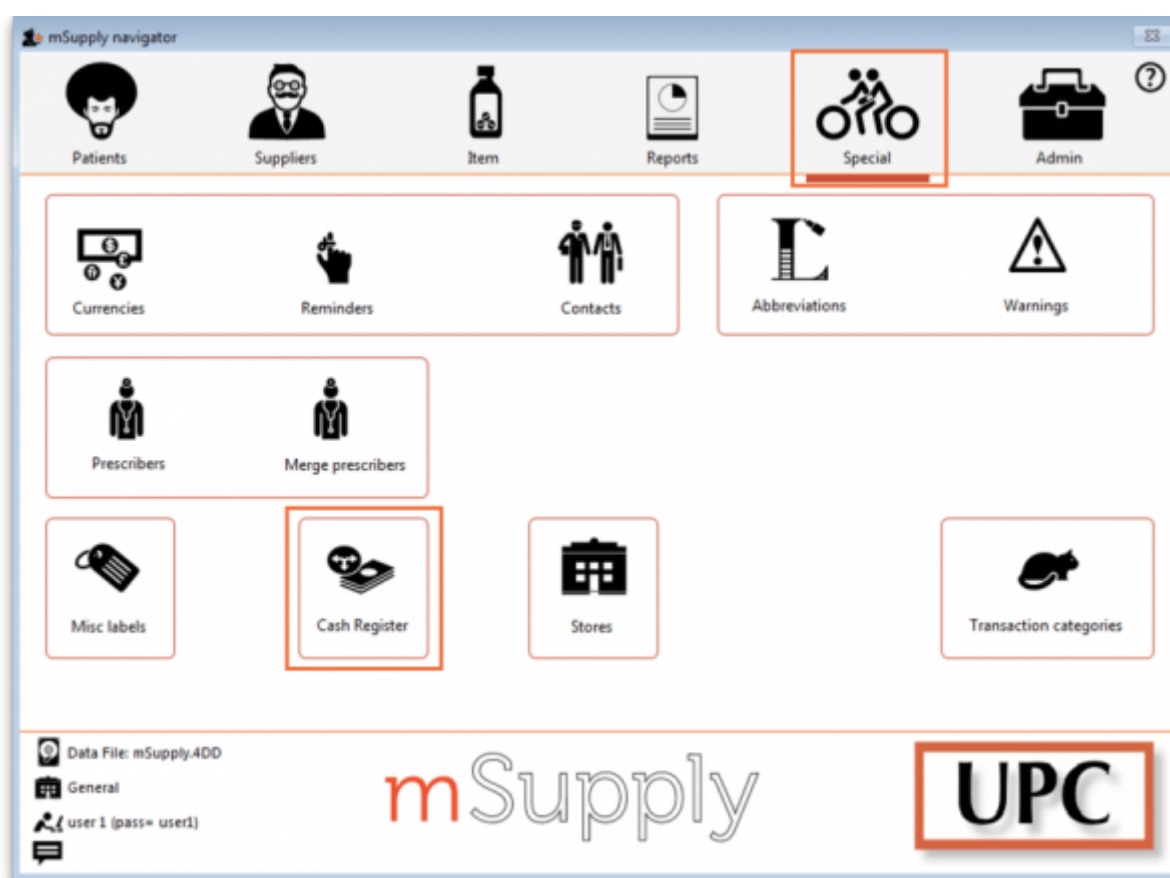 mSupply navigator
Patients
Suppliers
Item
Reports
Special
Admin
?
Currencies
Reminders
Contacts
Abbreviations
Warnings
Prescribers
Merge prescribers
Misc labels
Cash Register
Stores
Transaction categories
Data File: mSupply.4DD
General
user 1 (pass= user1)
mSupply
UPC